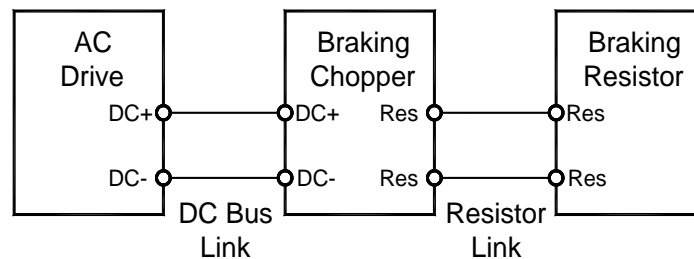 AC
Drive
Braking
Chopper
Braking
Resistor
DC+
DC+
Res
Res
DC-
DC-
Res
Res
DC Bus
Link
Resistor
Link